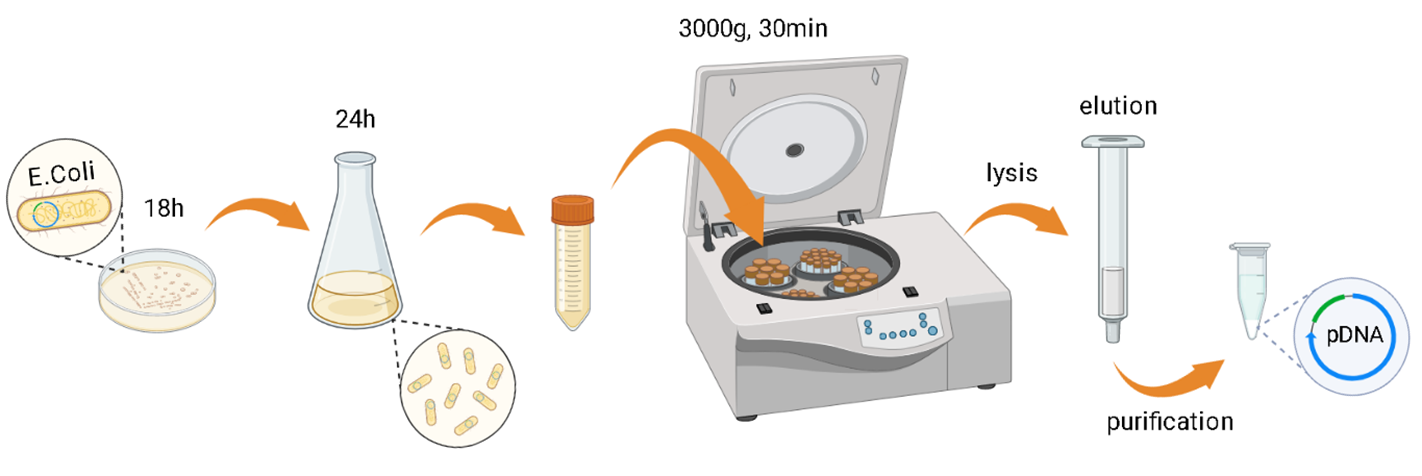 E.Coli
18h
24h
3000g, 30min
lysis
elution
purification
pDNA